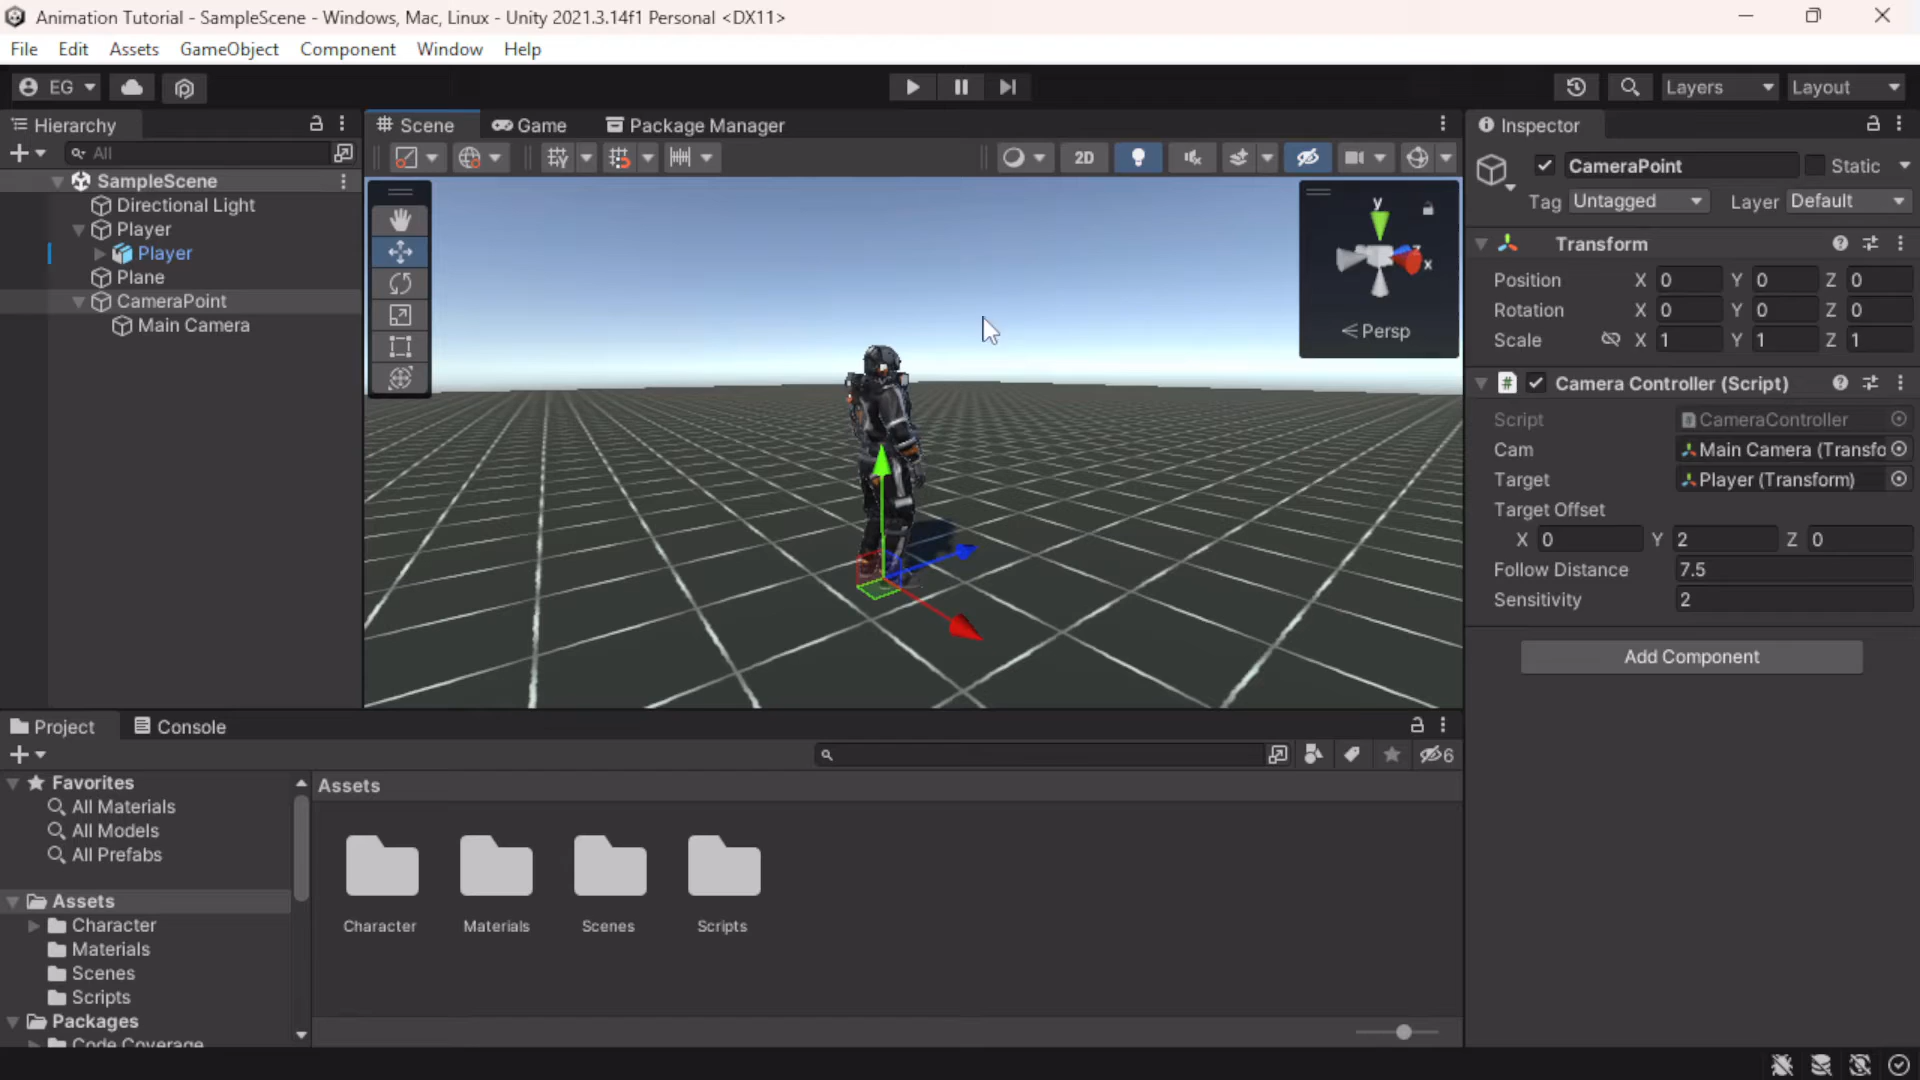 Animation Tutorial - SampleScene - Windows, Mac, Linux - Unity 2021.3.14f1 Personal <DX11>
File Edit Assets GameObject Component Window Help
EG Layers Layout
Hierarchy
All
SampleScene
Directional Light
Player
Player
Plane
CameraPoint
Main Camera
Scene Game Package Manager
2D
y
x
z
Persp
Inspector
CameraPoint Static
Tag Untagged Layer Default
Transform
Position X 0 Y 0 Z 0
Rotation X 0 Y 0 Z 0
Scale X 1 Y 1 Z 1
# Camera Controller (Script)
Script CameraController
Cam Main Camera (Transfo
Target Player (Transform)
Target Offset
X 0 Y 2 Z 0
Follow Distance 7.5
Sensitivity 2
Add Component
Project Console
6
Favorites
All Materials
All Models
All Prefabs
Assets
Character
Materials
Scenes
Scripts
Packages
Code Coverage
Assets
Character Materials Scenes Scripts